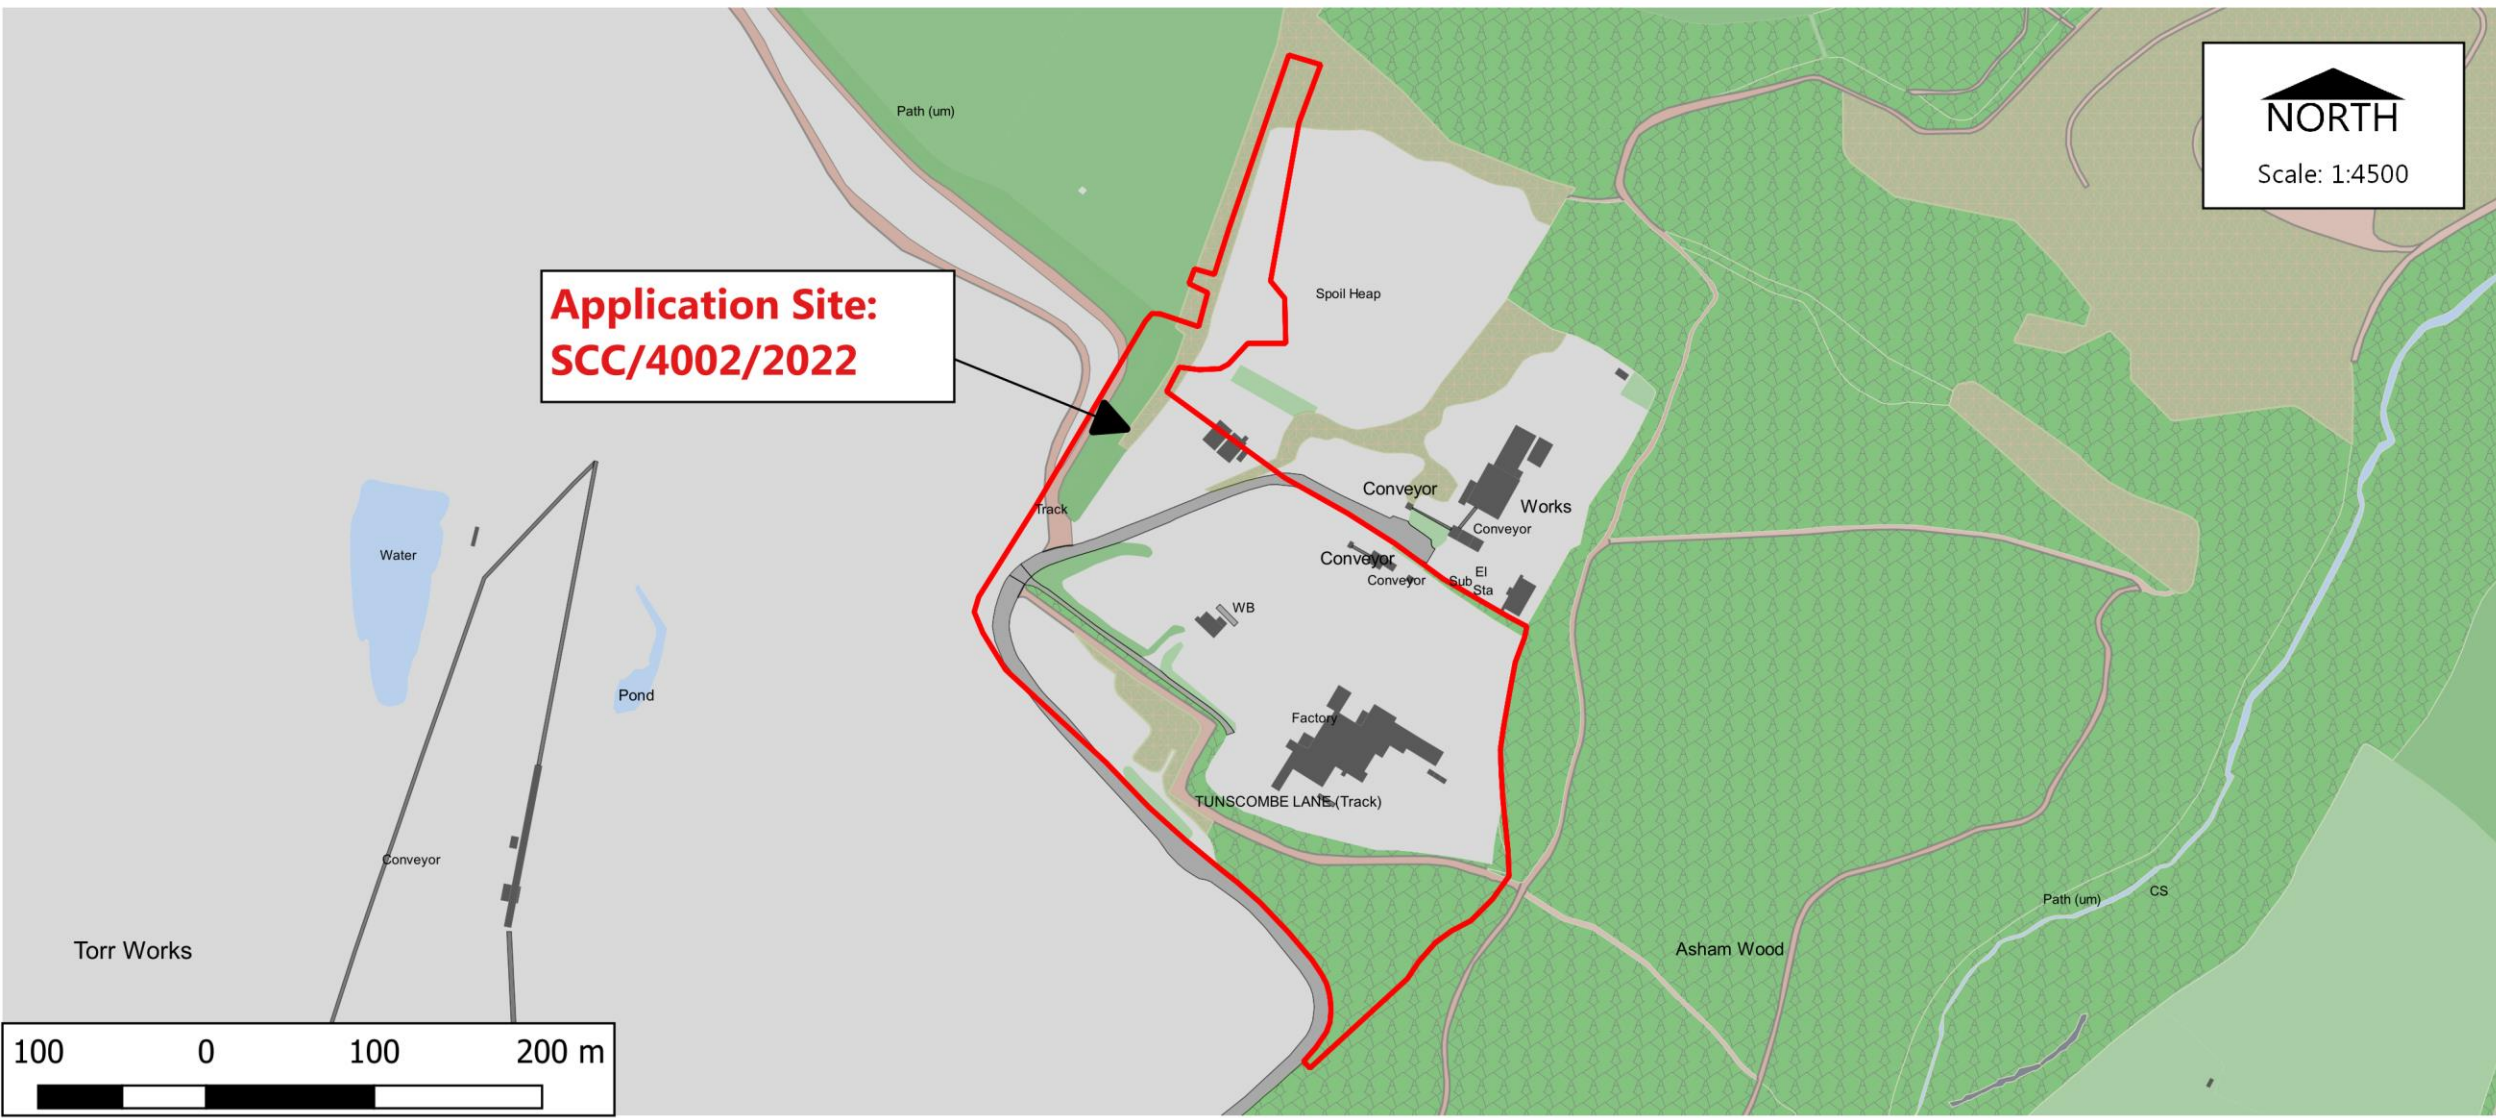 Path (um)
NORTH
Scale: 1:4500
Application Site:
SCC/4002/2022
Spoil Heap
Conveyor
Works
Track
Conveyor
Water
Conveyor
Conveyor
Sub
El
Sta
WB
Pond
Factory
TUNSCOMBE LANE (Track)
Conveyor
CS
Path (um)
Torr Works
Asham Wood
100 0 100 200 m